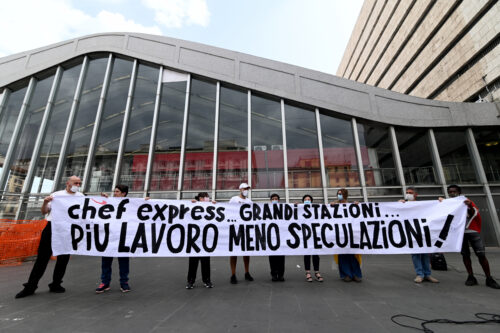 chef express... GRANDI STAZIONI...
PIU LAVORO MENO SPECULAZIONI!